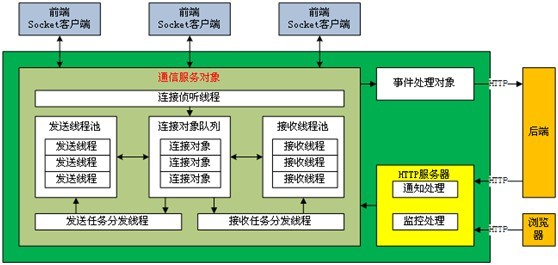 前端
Socket客户端
前端
Socket客户端
前端
Socket客户端
通信服务对象
事件处理对象
HTTP
后端
连接侦听线程
发送线程池
发送线程
发送线程
发送线程
连接对象队列
连接对象
连接对象
连接对象
接收线程池
接收线程
接收线程
接收线程
HTTP服务器
通知处理
监控处理
HTTP
HTTP
浏览器
发送任务分发线程
接收任务分发线程